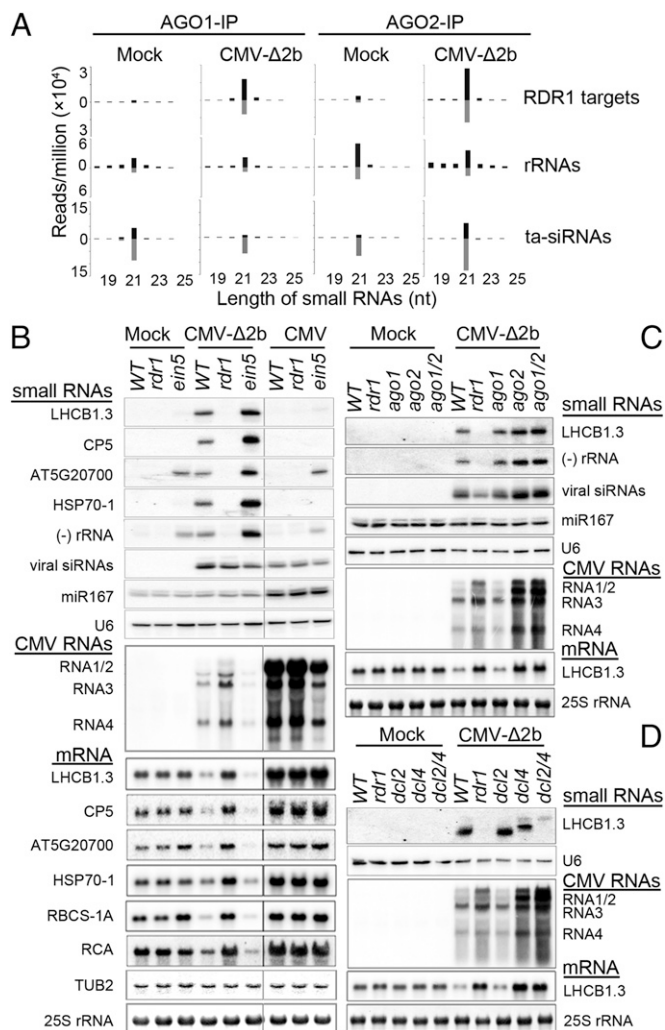 A
AGO1-IP AGO2-IP
Mock CMV-Δ2b Mock CMV-Δ2b
Reads/million (×10⁴)
3
0
3
RDR1 targets
6
0
6
rRNAs
15
0
15
ta-siRNAs
19 21 23 25 19 21 23 25 19 21 23 25 19 21 23 25
Length of small RNAs (nt)
B
Mock CMV-Δ2b CMV
WT rdr1 ein5 WT rdr1 ein5 WT rdr1 ein5
small RNAs
LHCB1.3
CP5
AT5G20700
HSP70-1
(-) rRNA
viral siRNAs
miR167
U6
CMV RNAs
RNA1/2
RNA3
RNA4
mRNA
LHCB1.3
CP5
AT5G20700
HSP70-1
RBCS-1A
RCA
TUB2
25S rRNA
C
Mock CMV-Δ2b
WT rdr1 ago1 ago2 ago1/2 WT rdr1 ago1 ago2 ago1/2
small RNAs
LHCB1.3
(-) rRNA
viral siRNAs
miR167
U6
CMV RNAs
RNA1/2
RNA3
RNA4
mRNA
LHCB1.3
25S rRNA
D
Mock CMV-Δ2b
WT rdr1 dcl2 dcl4 dcl2/4 WT rdr1 dcl2 dcl4 dcl2/4
small RNAs
LHCB1.3
U6
CMV RNAs
RNA1/2
RNA3
RNA4
mRNA
LHCB1.3
25S rRNA